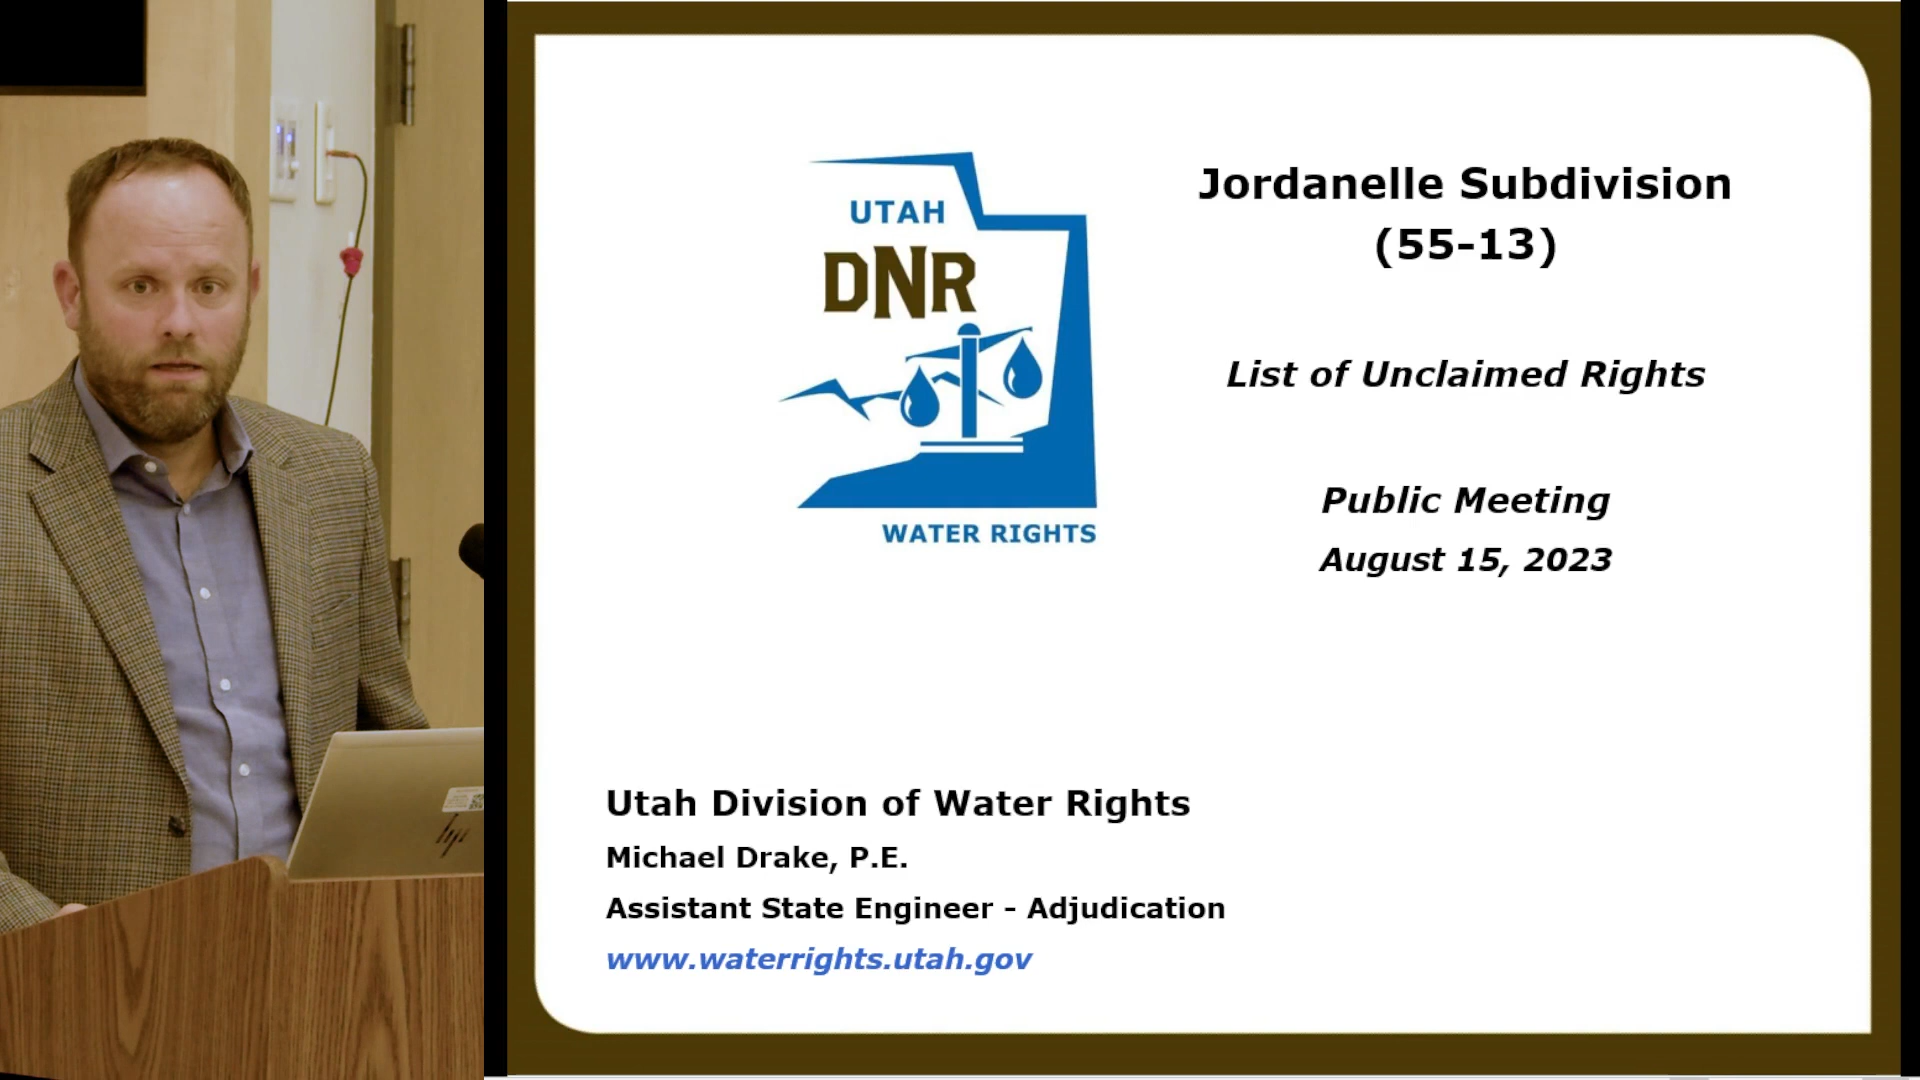 UTAH
DNR
WATER RIGHTS
Jordanelle Subdivision
(55-13)
List of Unclaimed Rights
Public Meeting
August 15, 2023
Utah Division of Water Rights
Michael Drake, P.E.
Assistant State Engineer - Adjudication
www.waterrights.utah.gov
hp